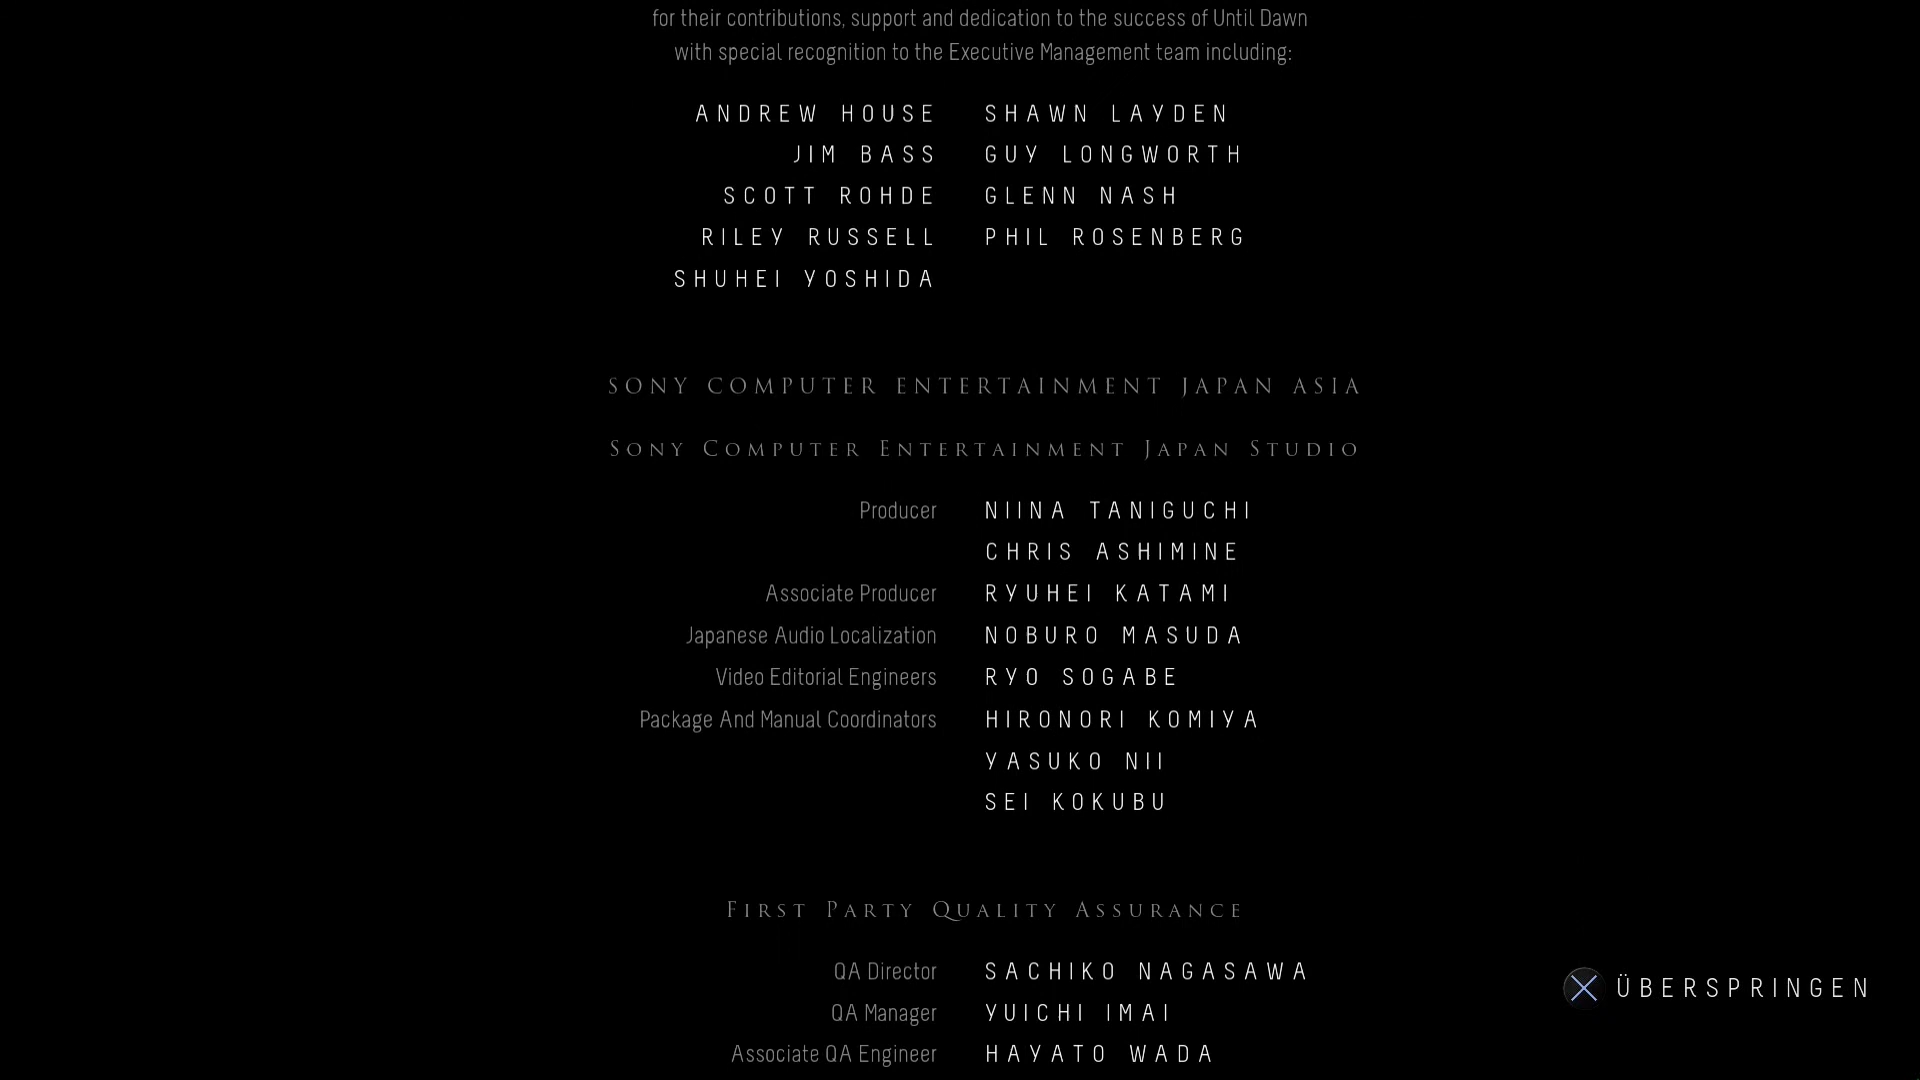 for their contributions, support and dedication to the success of Until Dawn
with special recognition to the Executive Management team including:
ANDREW HOUSE SHAWN LAYDEN
JIM BASS GUY LONGWORTH
SCOTT ROHDE GLENN NASH
RILEY RUSSELL PHIL ROSENBERG
SHUHEI YOSHIDA
SONY COMPUTER ENTERTAINMENT JAPAN ASIA
SONY COMPUTER ENTERTAINMENT JAPAN STUDIO
Producer NIINA TANIGUCHI
CHRIS ASHIMINE
Associate Producer RYUHEI KATAMI
Japanese Audio Localization NOBURO MASUDA
Video Editorial Engineers RYO SOGABE
Package And Manual Coordinators HIRONORI KOMIYA
YASUKO NII
SEI KOKUBU
FIRST PARTY QUALITY ASSURANCE
QA Director SACHIKO NAGASAWA
ÜBERSPRINGEN
QA Manager YUICHI IMAI
Associate QA Engineer HAYATO WADA